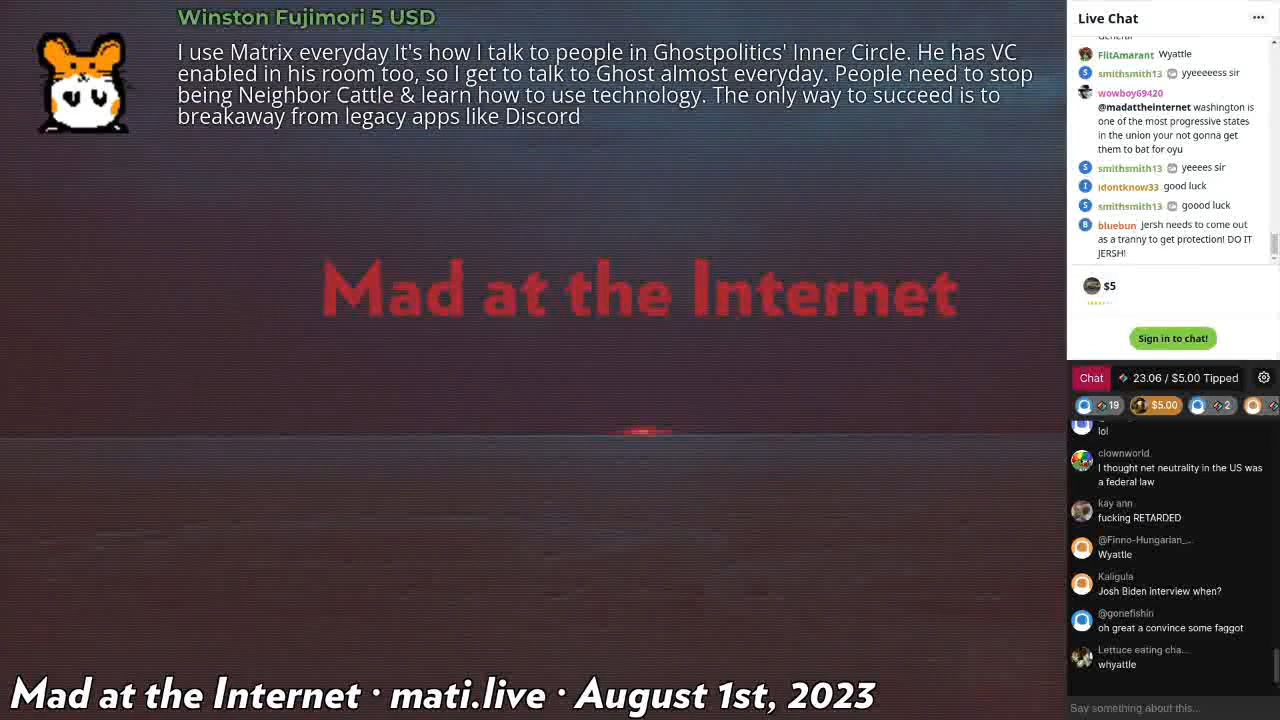 Winston Fujimori 5 USD
I use Matrix everyday It's how I talk to people in Ghostpolitics' Inner Circle. He has VC
enabled in his room too, so I get to talk to Ghost almost everyday. People need to stop
being Neighbor Cattle & learn how to use technology. The only way to succeed is to
breakaway from legacy apps like Discord
Mad at the Internet
Mad at the Internet · mati.live · August 1st, 2023
Live Chat
FlitAmarant Wyattle
smithsmith13 yyeeeess sir
wowboy69420
@madattheinternet washington is
one of the most progressive states
in the union your not gonna get
them to bat for oyu
smithsmith13 yeeees sir
idontknow33 good luck
smithsmith13 goood luck
bluebun Jersh needs to come out
as a tranny to get protection! DO IT
JERSH!
$5
Sign in to chat!
Chat 23.06 / $5.00 Tipped
19 $5.00 2
lol
clownworld.
I thought net neutrality in the US was
a federal law
kay ann
fucking RETARDED
@Finno-Hungarian_...
Wyattle
Kaligula
Josh Biden interview when?
@gonefishin
oh great a convince some faggot
Lettuce eating cha...
whyattle
Say something about this...